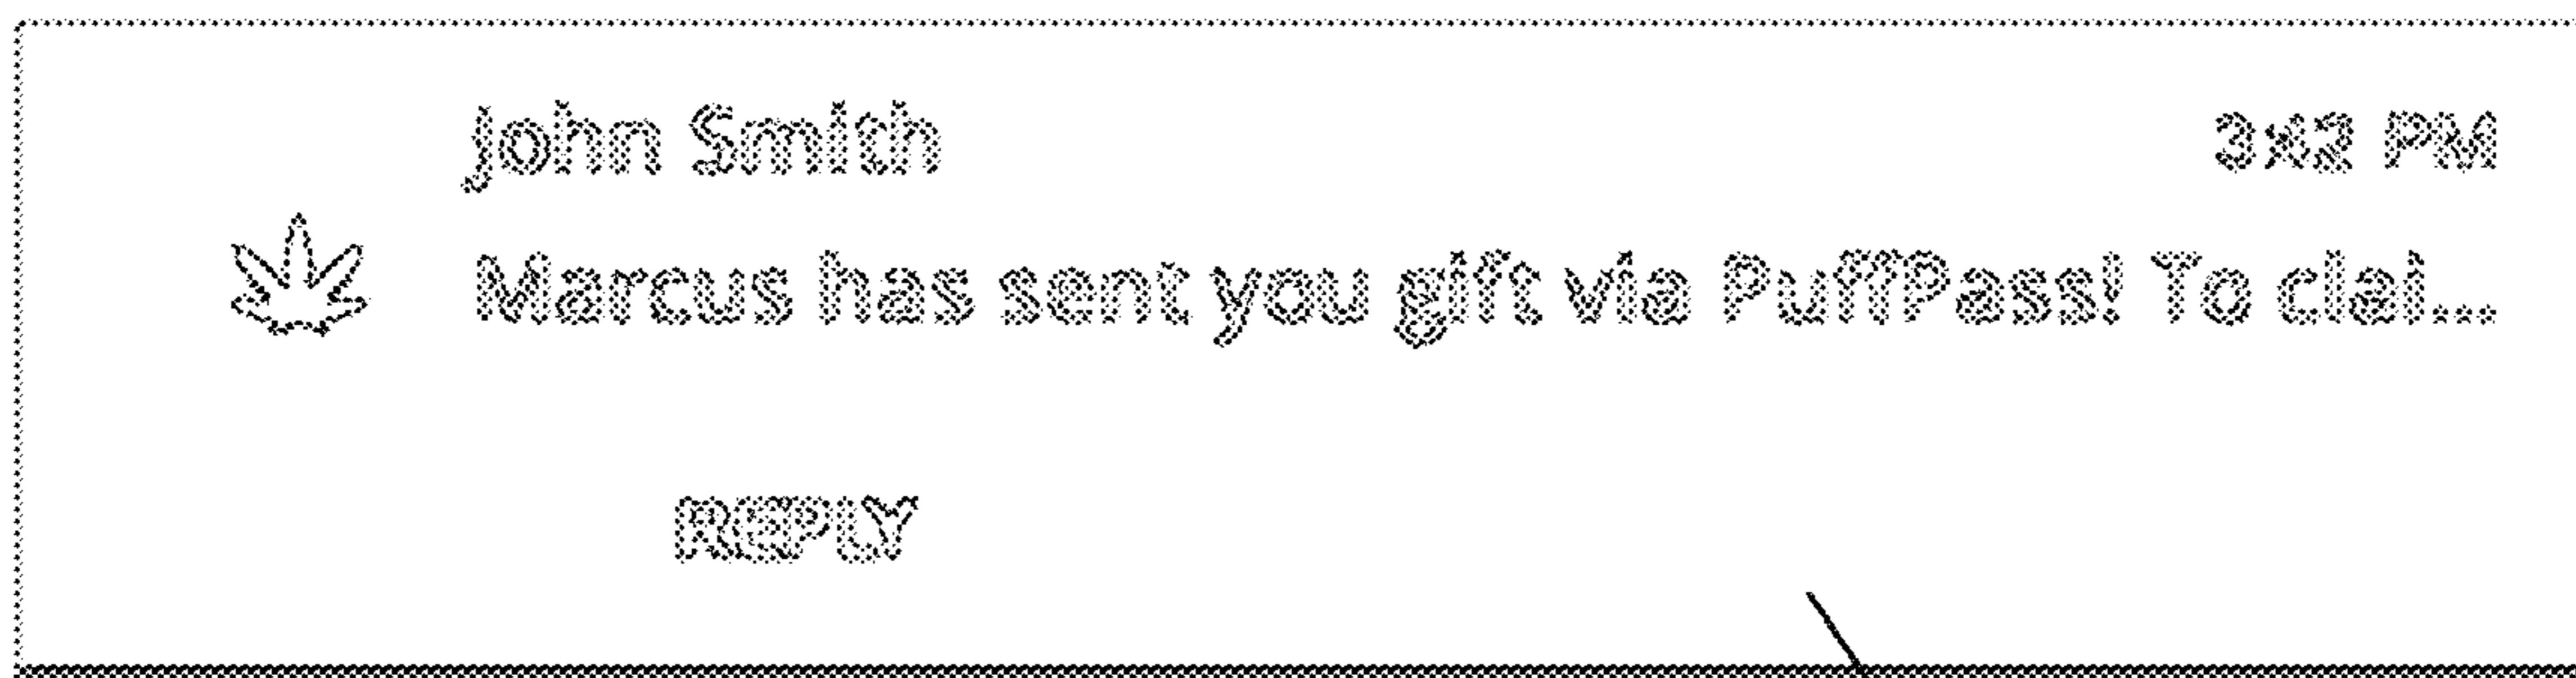 John Smith
PM
Marcus has sent you gift via PuffPass! To clai...
REPLY